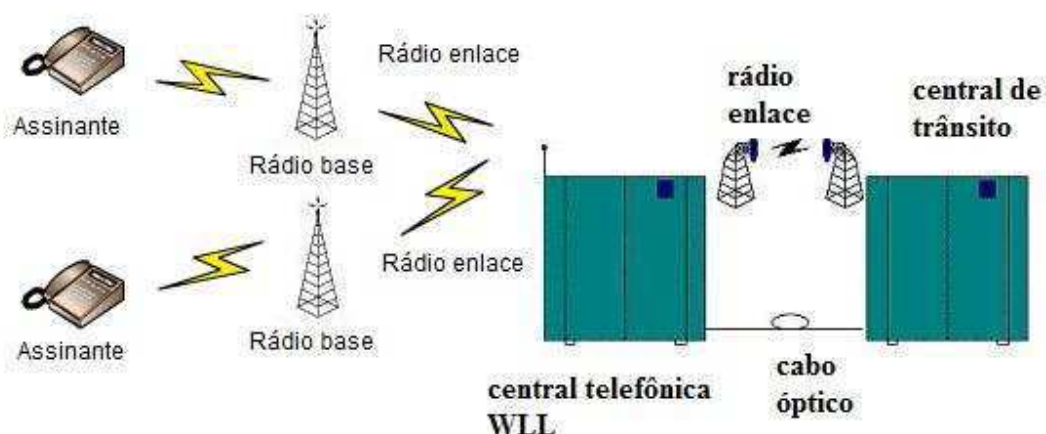 Assinante
Rádio base
Rádio enlace
Assinante
Rádio base
Rádio enlace
central telefônica
WLL
rádio
enlace
cabo
óptico
central de
trânsito